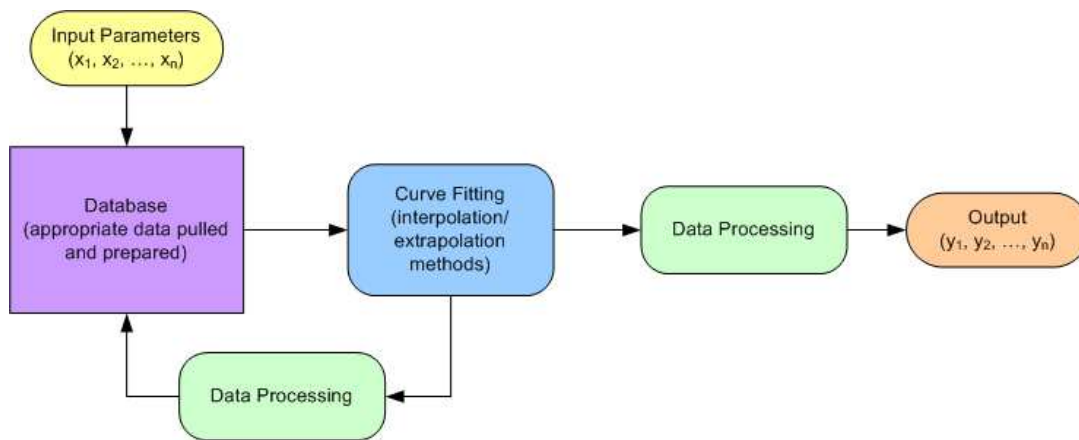 Input Parameters
(x₁, x₂, ..., xₙ)
Database
(appropriate data pulled
and prepared)
Curve Fitting
(interpolation/
extrapolation
methods)
Data Processing
Output
(y₁, y₂, ..., yₙ)
Data Processing